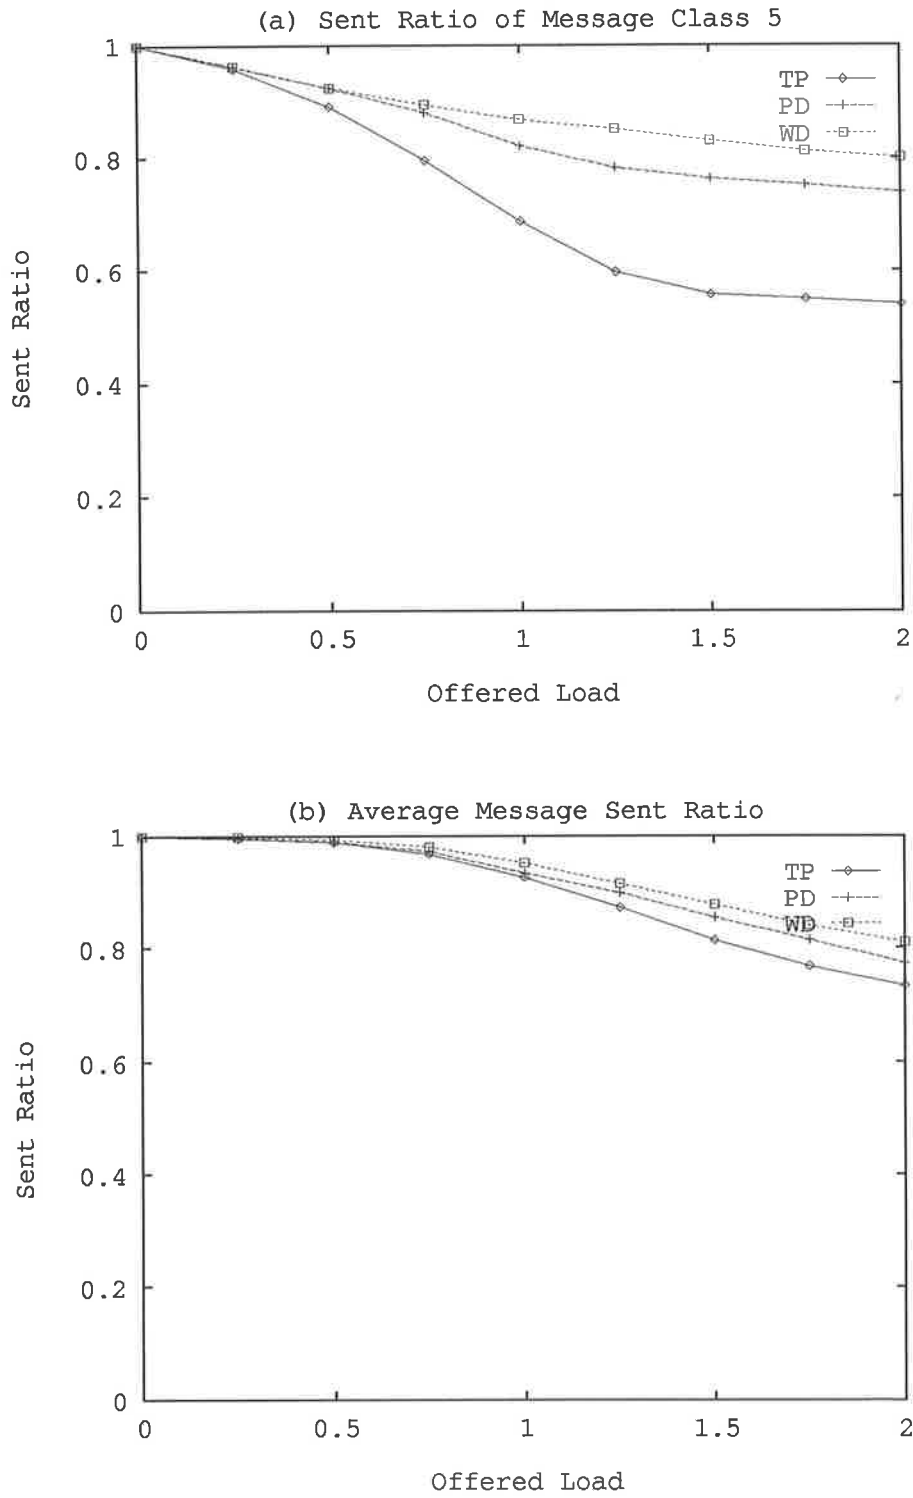 (a) Sent Ratio of Message Class 5
1
0.8
0.6
0.4
0.2
0
Sent Ratio
TP
PD
WD
0
0.5
1
1.5
2
Offered Load
(b) Average Message Sent Ratio
1
0.8
0.6
0.4
0.2
0
Sent Ratio
TP
PD
WD
0
0.5
1
1.5
2
Offered Load